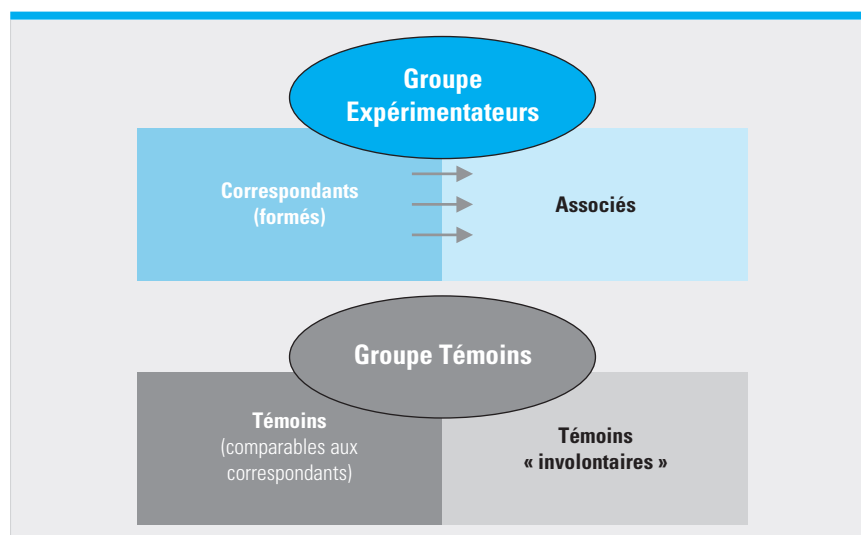 Groupe
Expérimentateurs
Correspondants
(formés)
Associés
Groupe Témoins
Témoins
(comparables aux
correspondants)
Témoins
« involontaires »